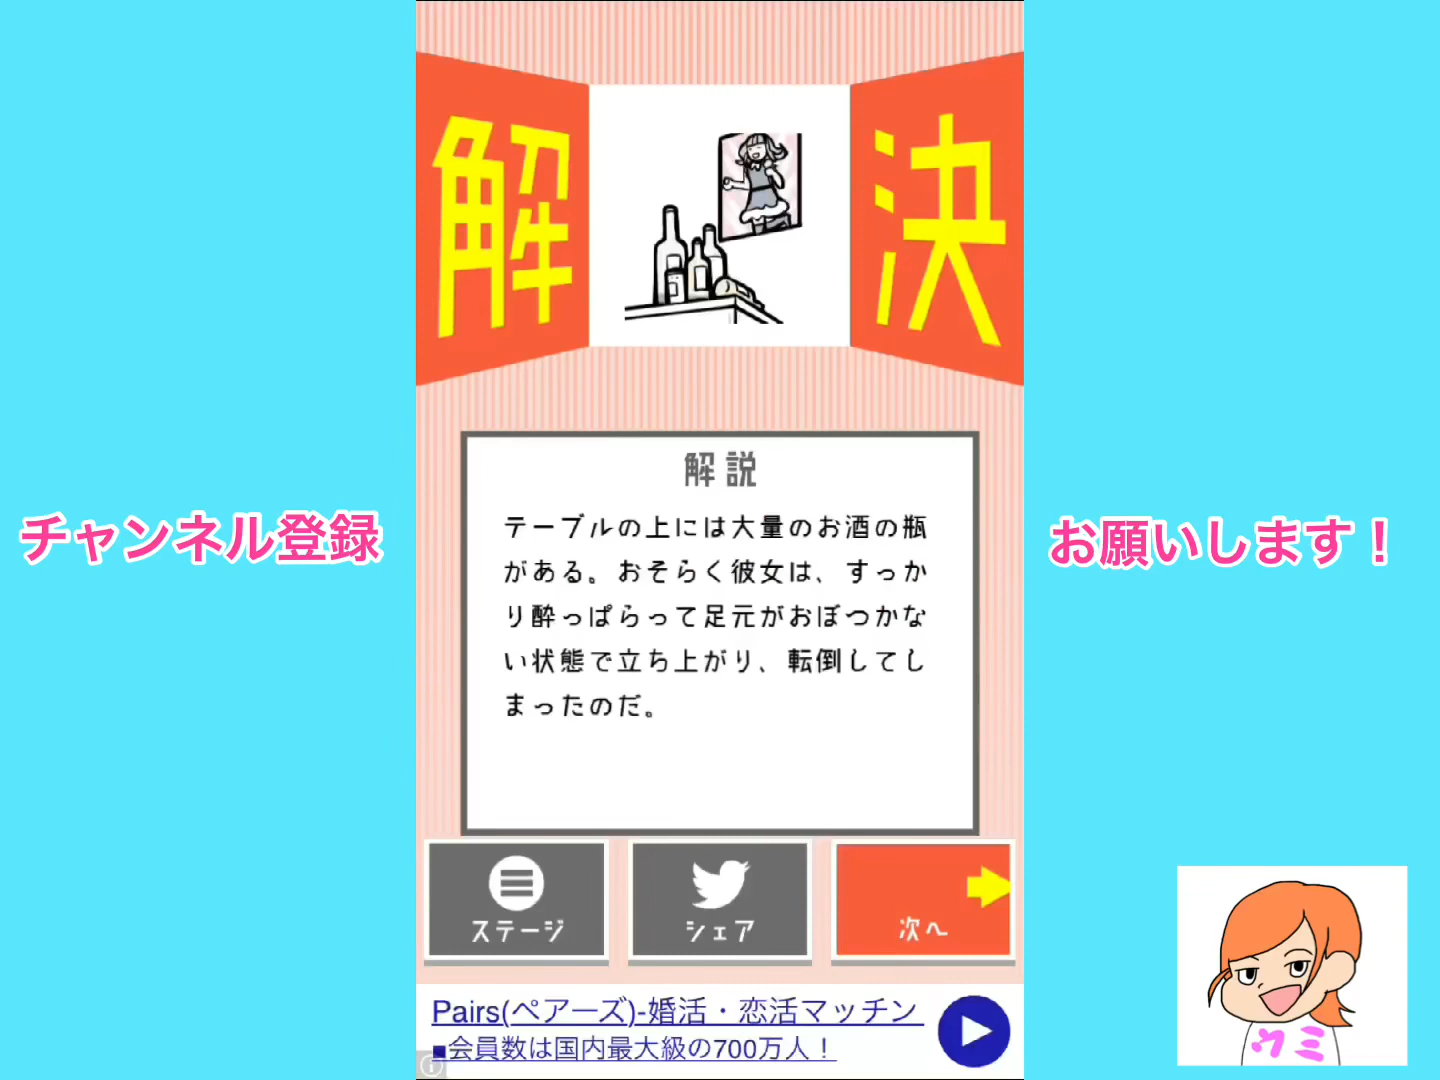 解決
チャンネル登録
お願いします！
解説
テーブルの上には大量のお酒の瓶
がある。おそらく彼女は、すっか
り酔っぱらって足元がおぼつかな
い状態で立ち上がり、転倒してし
まったのだ。
ステージ
シェア
次へ
Pairs(ペアーズ)-婚活・恋活マッチン
■会員数は国内最大級の700万人！
ウミ